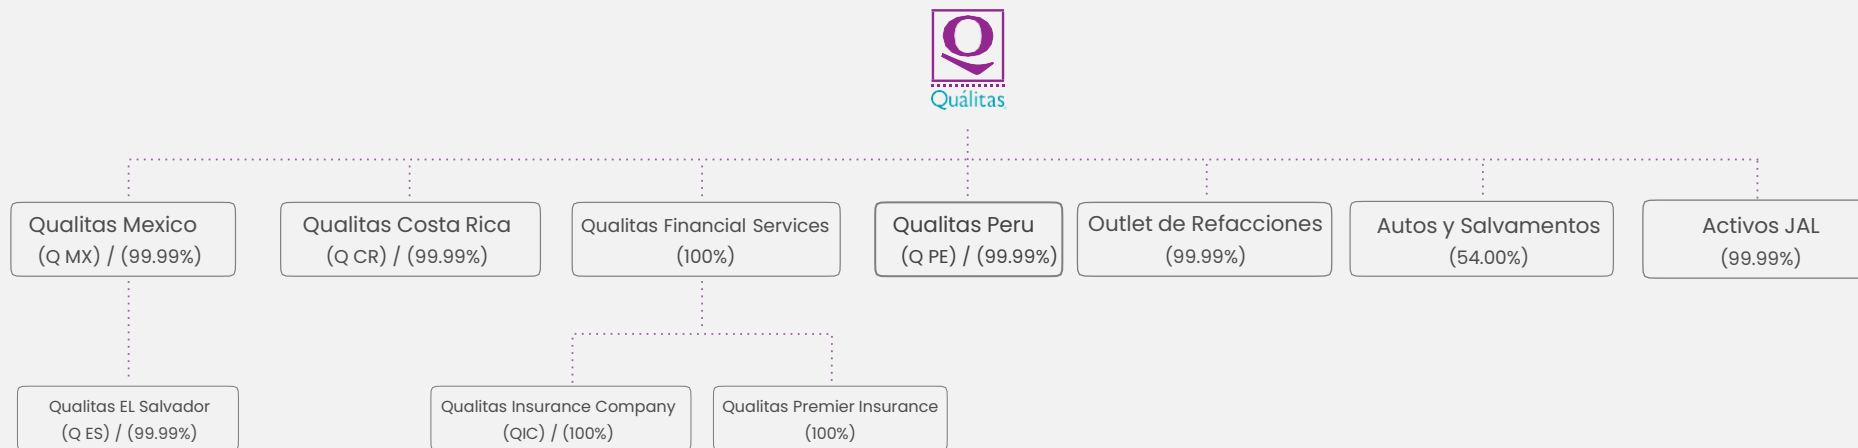 Quálitas
Qualitas Mexico
(Q MX) / (99.99%)
Qualitas Costa Rica
(Q CR) / (99.99%)
Qualitas Financial Services
(100%)
Qualitas Peru
(Q PE) / (99.99%)
Outlet de Refacciones
(99.99%)
Autos y Salvamentos
(54.00%)
Activos JAL
(99.99%)
Qualitas EL Salvador
(Q ES) / (99.99%)
Qualitas Insurance Company
(QIC) / (100%)
Qualitas Premier Insurance
(100%)